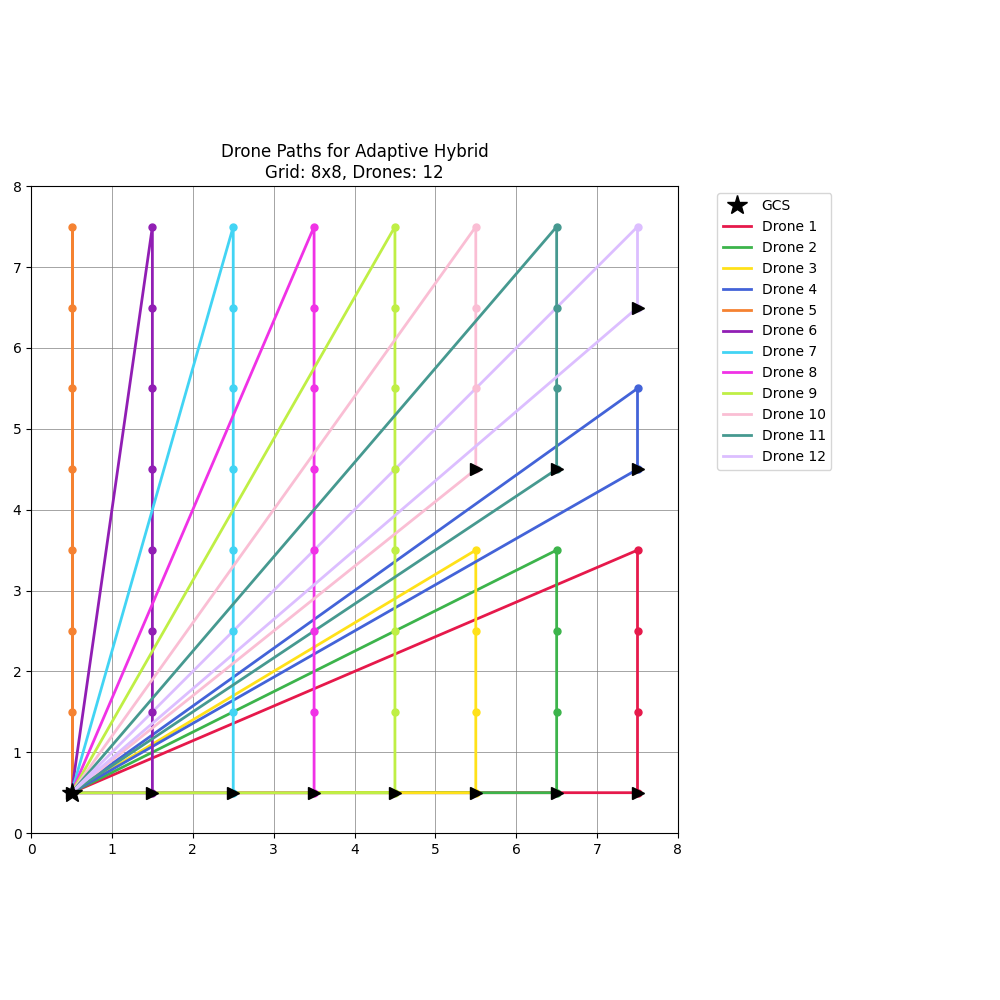 Drone Paths for Adaptive Hybrid
Grid: 8x8, Drones: 12
8
7
6
5
4
3
2
1
0
0 1 2 3 4 5 6 7 8
GCS
Drone 1
Drone 2
Drone 3
Drone 4
Drone 5
Drone 6
Drone 7
Drone 8
Drone 9
Drone 10
Drone 11
Drone 12